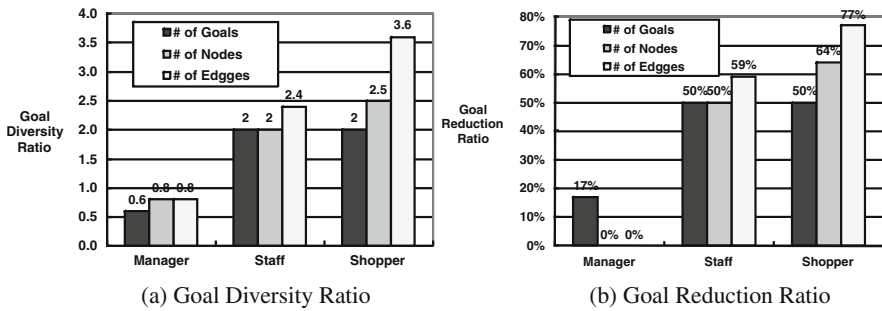 4.0
3.5
3.0
2.5
2.0
1.5
1.0
0.5
0.0
Goal
Diversity
Ratio
# of Goals
# of Nodes
# of Edgges
0.6
0.8
0.8
2
2
2.4
2
2.5
3.6
Manager
Staff
Shopper
(a) Goal Diversity Ratio
80%
70%
60%
50%
40%
30%
20%
10%
0%
Goal
Reduction
Ratio
# of Goals
# of Nodes
# of Edgges
17%
0%
0%
50%
50%
59%
50%
64%
77%
Manager
Staff
Shopper
(b) Goal Reduction Ratio